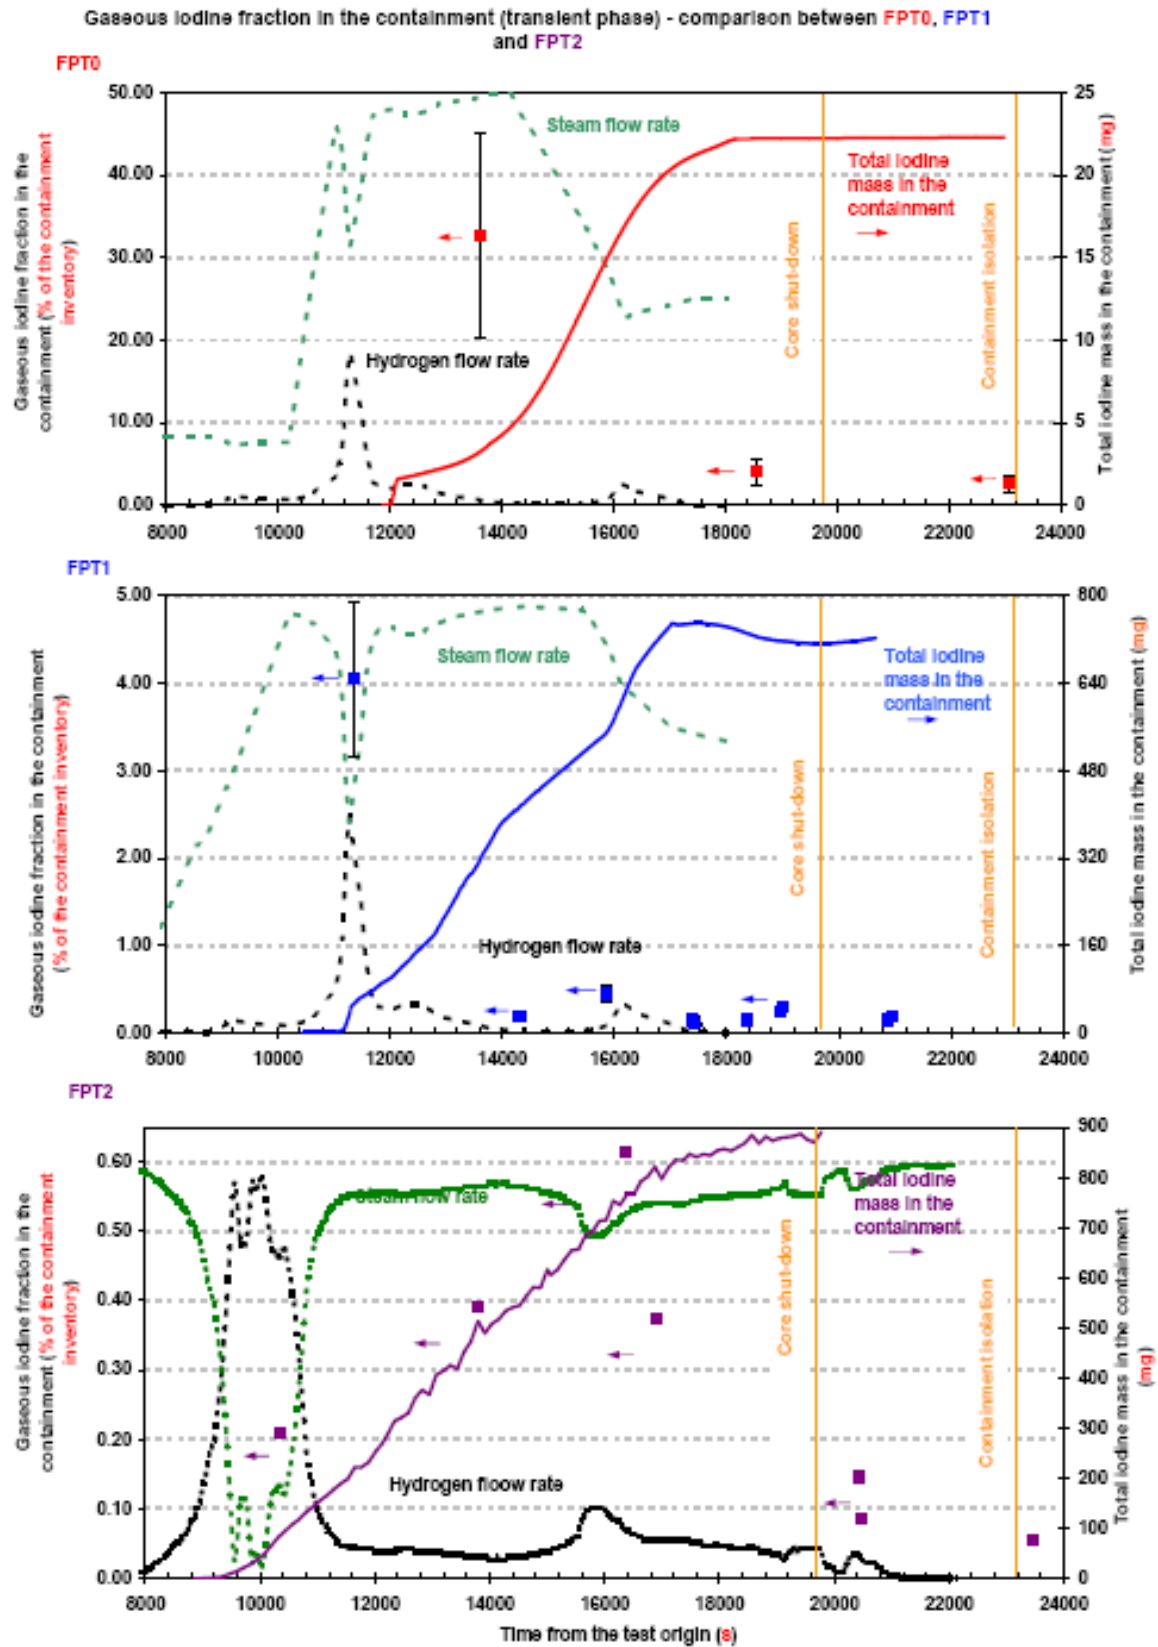 Gaseous iodine fraction in the containment (transient phase) - comparison between FPT0, FPT1
and FPT2
FPT0
Gaseous iodine fraction in the
containment (% of the containment
inventory)
50.00
40.00
30.00
20.00
10.00
0.00
Steam flow rate
Hydrogen flow rate
Total iodine
mass in the
containment
Core shut-down
Containment isolation
25
20
15
10
5
0
Total iodine mass in the containment (mg)
8000 10000 12000 14000 16000 18000 20000 22000 24000
FPT1
Gaseous iodine fraction in the containment
(% of the containment inventory)
5.00
4.00
3.00
2.00
1.00
0.00
Steam flow rate
Hydrogen flow rate
Total iodine
mass in the
containment
Core shut-down
Containment isolation
800
640
480
320
160
0
Total iodine mass in the containment (mg)
8000 10000 12000 14000 16000 18000 20000 22000 24000
FPT2
Gaseous iodine fraction in the
containment (% of the containment
inventory)
0.60
0.50
0.40
0.30
0.20
0.10
0.00
Steam flow rate
Hydrogen floow rate
Total iodine
mass in the
containment
Core shut-down
Containment isolation
900
800
700
600
500
400
300
200
100
0
Total iodine mass in the containment
(mg)
8000 10000 12000 14000 16000 18000 20000 22000 24000
Time from the test origin (s)